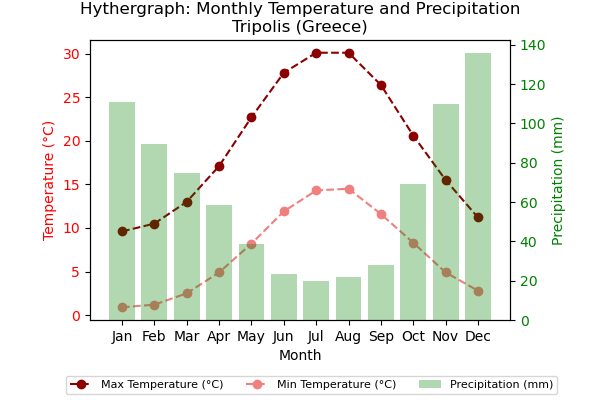 Hythergraph: Monthly Temperature and Precipitation
Tripolis (Greece)
Temperature (°C)
30
25
20
15
10
5
0
140
120
100
80
60
40
20
0
Precipitation (mm)
Jan Feb Mar Apr May Jun Jul Aug Sep Oct Nov Dec
Month
Max Temperature (°C) Min Temperature (°C) Precipitation (mm)